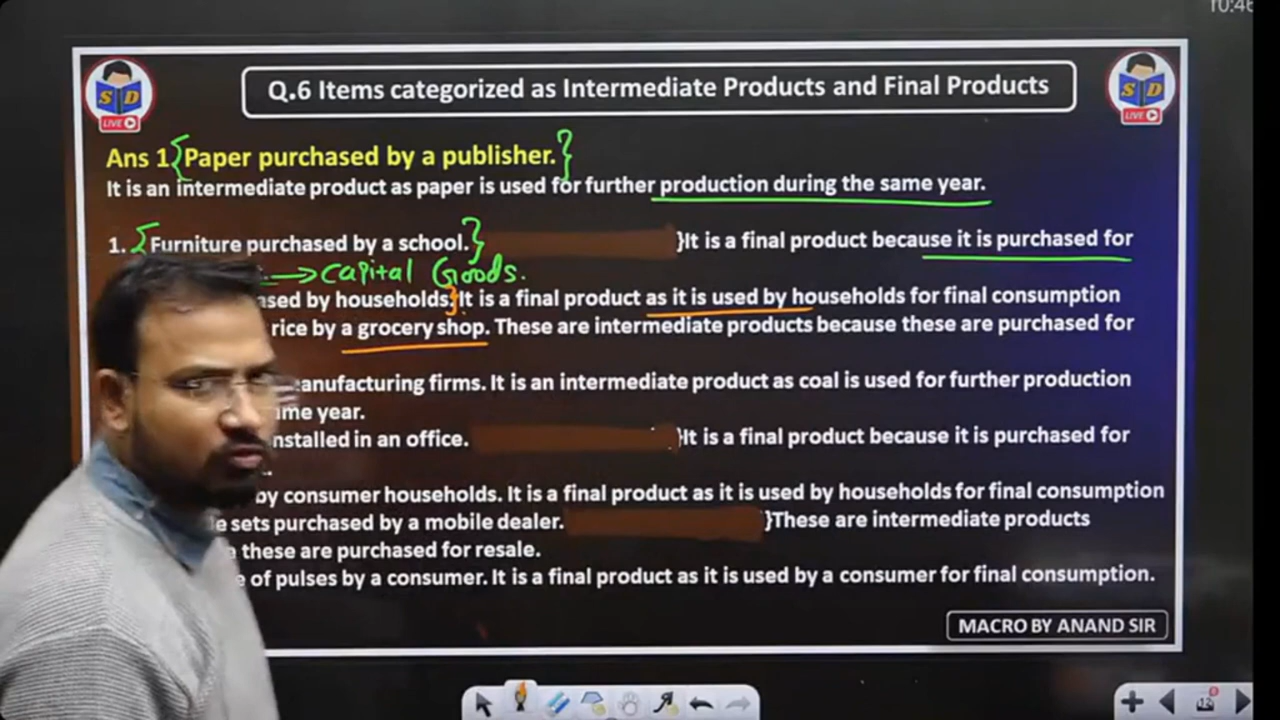 10:46
S D
LIVE
Q.6 Items categorized as Intermediate Products and Final Products
S D
LIVE
Ans 1 {Paper purchased by a publisher.}
It is an intermediate product as paper is used for further production during the same year.
1. {Furniture purchased by a school.} }It is a final product because it is purchased for
→ Capital Goods.
by households.} It is a final product as it is used by households for final consumption
rice by a grocery shop. These are intermediate products because these are purchased for
firms. It is an intermediate product as coal is used for further production
year.
in an office. }It is a final product because it is purchased for
by consumer households. It is a final product as it is used by households for final consumption
sets purchased by a mobile dealer. }These are intermediate products
these are purchased for resale.
of pulses by a consumer. It is a final product as it is used by a consumer for final consumption.
MACRO BY ANAND SIR